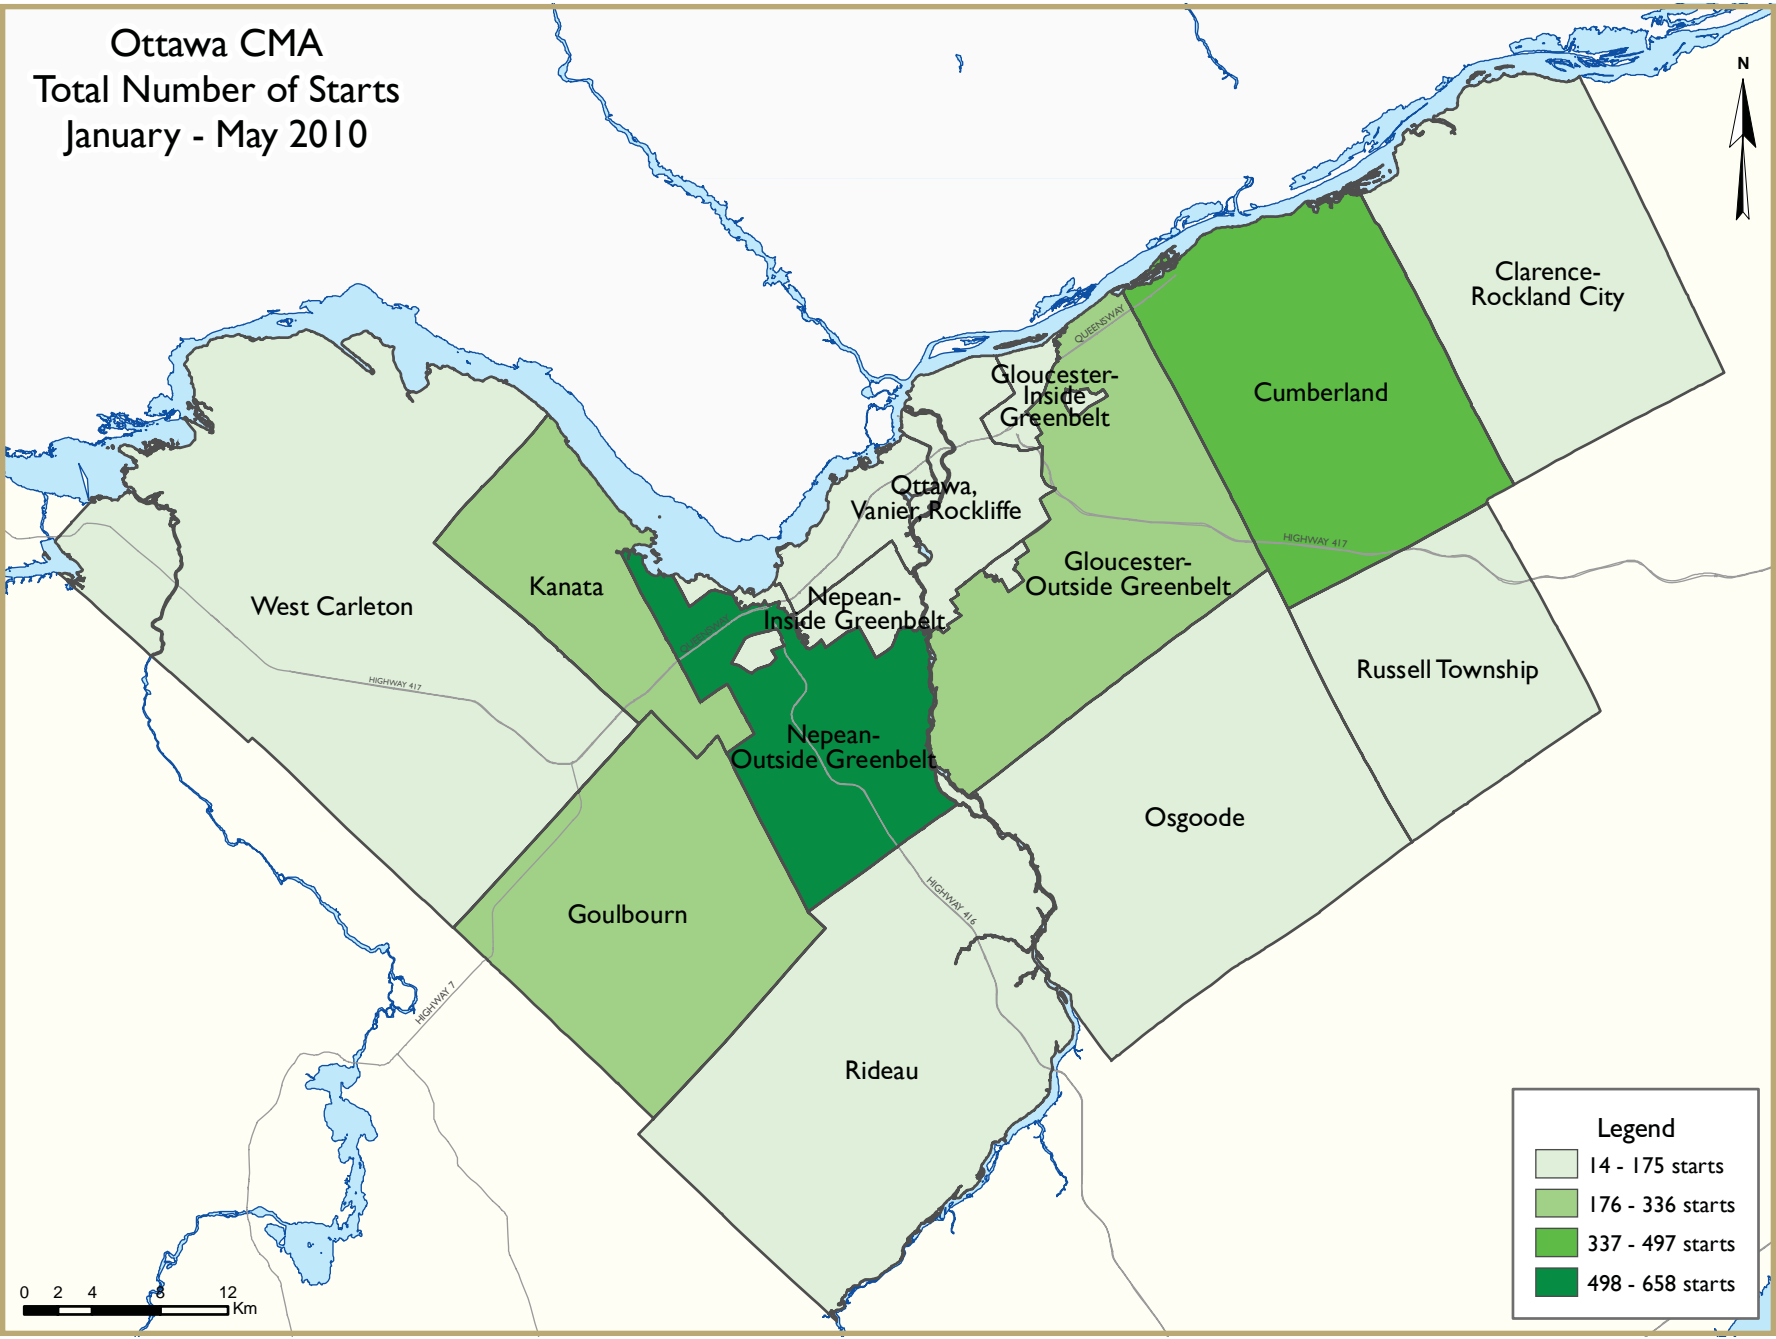 Ottawa CMA
Total Number of Starts
January - May 2010
N
Clarence-
Rockland City
QUEENSWAY
Gloucester-
Inside
Greenbelt
Cumberland
Ottawa,
Vanier, Rockliffe
HIGHWAY 417
Gloucester-
Outside Greenbelt
Kanata
West Carleton
Nepean-
Inside Greenbelt
QUEENSWAY
Russell Township
HIGHWAY 417
Nepean-
Outside Greenbelt
Osgoode
Goulbourn
HIGHWAY 416
HIGHWAY 7
Rideau
Legend
14 - 175 starts
176 - 336 starts
337 - 497 starts
498 - 658 starts
0 2 4 8 12
Km